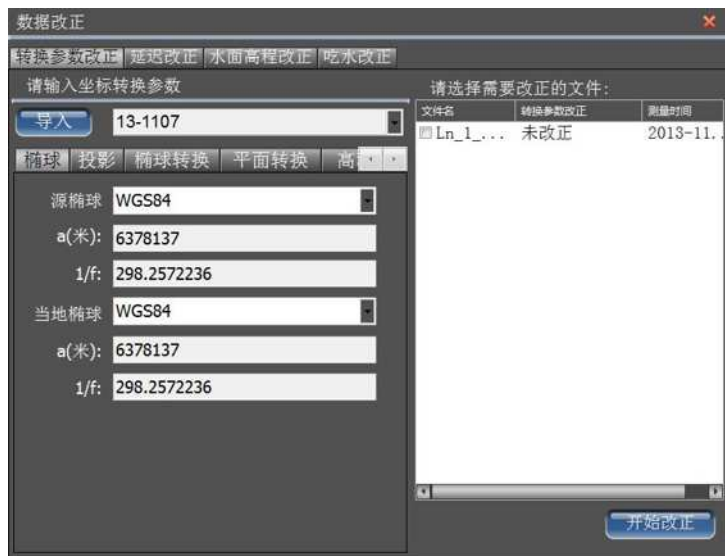 数据改正
转换参数改正 延迟改正 水面高程改正 吃水改正
请输入坐标转换参数
导入 13-1107
椭球 投影 椭球转换 平面转换 高
源椭球 WGS84
a(米): 6378137
1/f: 298.2572236
当地椭球 WGS84
a(米): 6378137
1/f: 298.2572236
请选择需要改正的文件:
文件名 转换参数改正 测量时间
Ln_1_... 未改正 2013-11.
开始改正